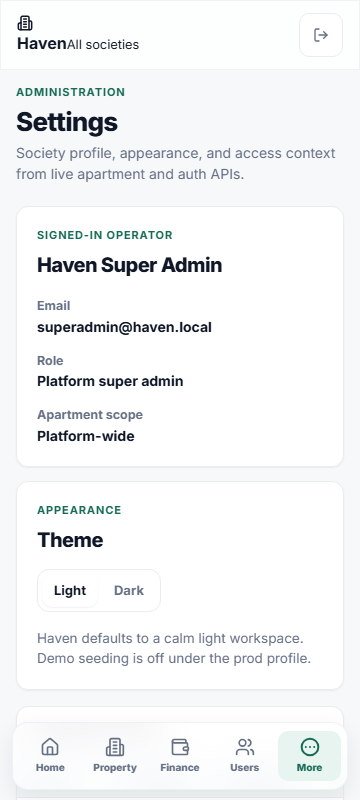 HavenAll societies
ADMINISTRATION
Settings
Society profile, appearance, and access context
from live apartment and auth APIs.
SIGNED-IN OPERATOR
Haven Super Admin
Email
superadmin@haven.local
Role
Platform super admin
Apartment scope
Platform-wide
APPEARANCE
Theme
Light Dark
Haven defaults to a calm light workspace.
Demo seeding is off under the prod profile.
Home Property Finance Users More